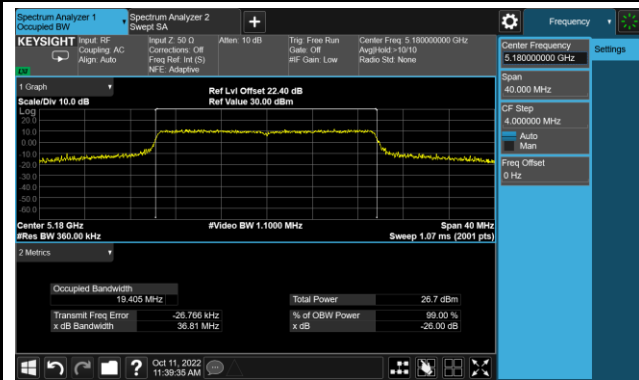 Spectrum Analyzer 1
Occupied BW
Spectrum Analyzer 2
Swept SA
Frequency
KEYSIGHT
Input: RF
Coupling: AC
Align: Auto
Input Z: 50 Ω
Corrections: Off
Freq Ref: Int (S)
NFE: Adaptive
Atten: 10 dB
Trig: Free Run
Gate: Off
#IF Gain: Low
Center Freq: 5.180000000 GHz
Avg|Hold:>10/10
Radio Std: None
Center Frequency
5.180000000 GHz
Settings
Span
40.000 MHz
CF Step
4.000000 MHz
Auto
Man
Freq Offset
0 Hz
1 Graph
Scale/Div 10.0 dB
Ref Lvl Offset 22.40 dB
Ref Value 30.00 dBm
Log
20.0
10.0
0.00
-10.0
-20.0
-30.0
-40.0
-50.0
-60.0
Center 5.18 GHz
#Res BW 360.00 kHz
#Video BW 1.1000 MHz
Span 40 MHz
Sweep 1.07 ms (2001 pts)
2 Metrics
Occupied Bandwidth
19.405 MHz
Total Power 26.7 dBm
Transmit Freq Error -26.766 kHz
% of OBW Power 99.00 %
x dB Bandwidth 36.81 MHz
x dB -26.00 dB
?
Oct 11, 2022
11:39:35 AM